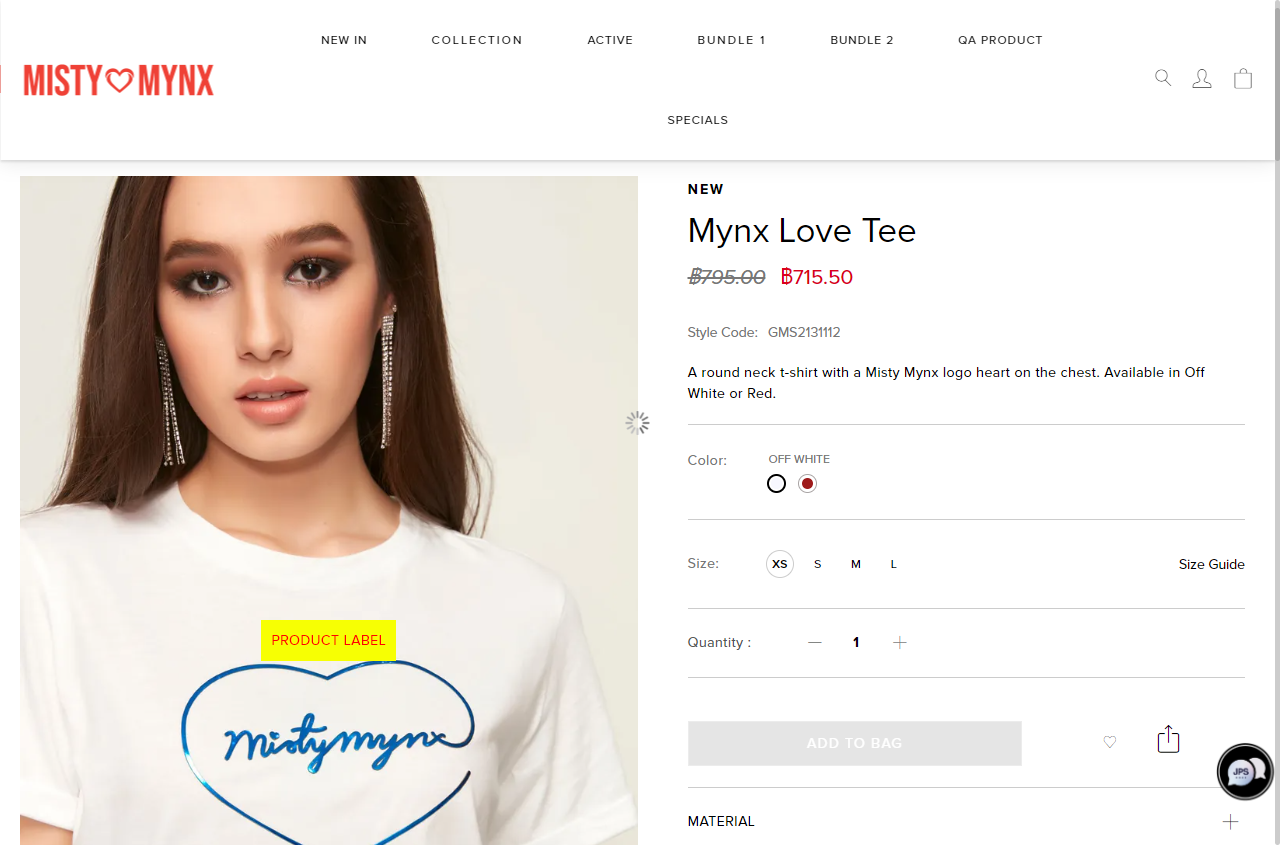 NEW IN COLLECTION ACTIVE BUNDLE 1 BUNDLE 2 QA PRODUCT
MISTY MYNX
SPECIALS
NEW
Mynx Love Tee
฿795.00 ฿715.50
Style Code: GMS2131112
A round neck t-shirt with a Misty Mynx logo heart on the chest. Available in Off
White or Red.
Color: OFF WHITE
Size: XS S M L Size Guide
PRODUCT LABEL
Quantity : 1
mistymynx
ADD TO BAG
JPS
MATERIAL